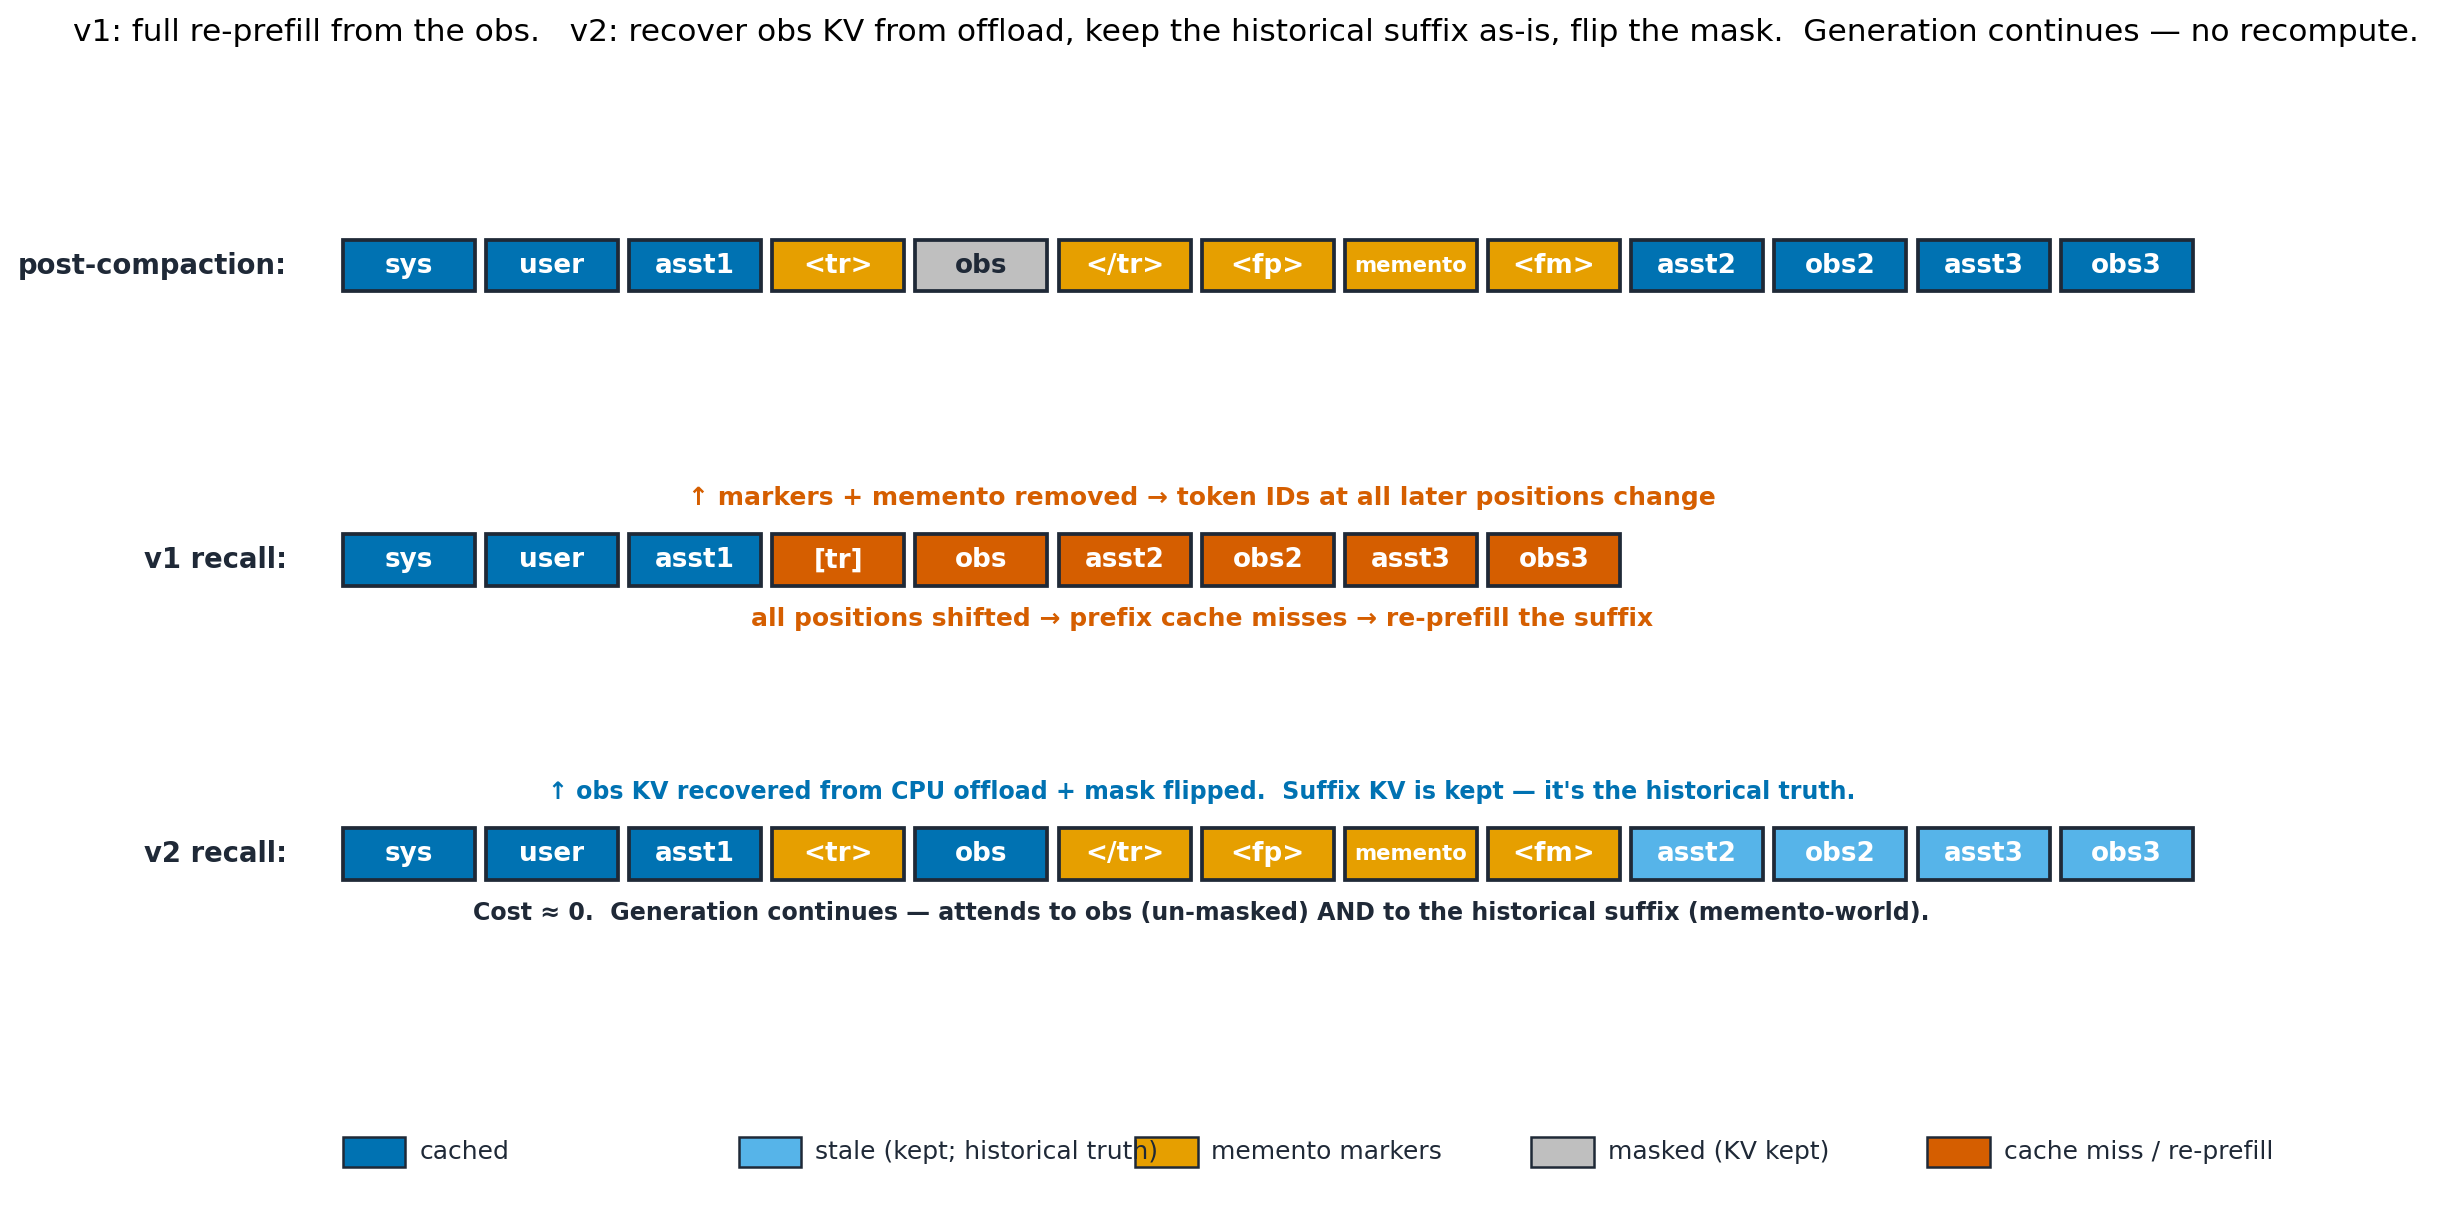 v1: full re-prefill from the obs.   v2: recover obs KV from offload, keep the historical suffix as-is, flip the mask.  Generation continues — no recompute.
post-compaction: sys user asst1 <tr> obs </tr> <fp> memento <fm> asst2 obs2 asst3 obs3
↑ markers + memento removed → token IDs at all later positions change
v1 recall: sys user asst1 [tr] obs asst2 obs2 asst3 obs3
all positions shifted → prefix cache misses → re-prefill the suffix
↑ obs KV recovered from CPU offload + mask flipped.  Suffix KV is kept — it's the historical truth.
v2 recall: sys user asst1 <tr> obs </tr> <fp> memento <fm> asst2 obs2 asst3 obs3
Cost ≈ 0.  Generation continues — attends to obs (un-masked) AND to the historical suffix (memento-world).
cached stale (kept; historical truth) memento markers masked (KV kept) cache miss / re-prefill